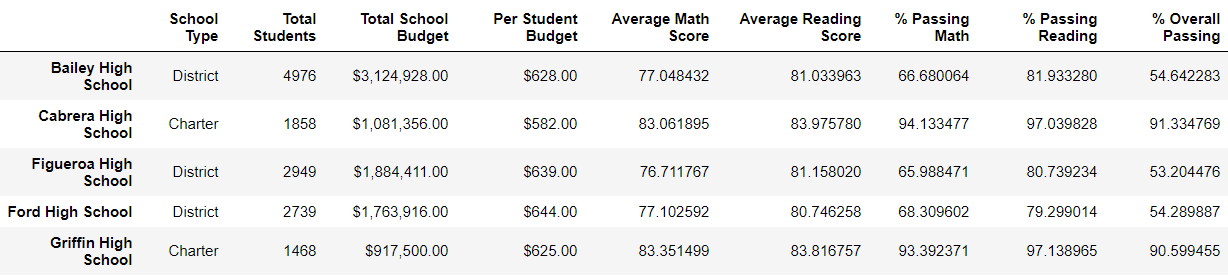 School Type Total Students Total School Budget Per Student Budget Average Math Score Average Reading Score % Passing Math % Passing Reading % Overall Passing
Bailey High School District 4976 $3,124,928.00 $628.00 77.048432 81.033963 66.680064 81.933280 54.642283
Cabrera High School Charter 1858 $1,081,356.00 $582.00 83.061895 83.975780 94.133477 97.039828 91.334769
Figueroa High School District 2949 $1,884,411.00 $639.00 76.711767 81.158020 65.988471 80.739234 53.204476
Ford High School District 2739 $1,763,916.00 $644.00 77.102592 80.746258 68.309602 79.299014 54.289887
Griffin High School Charter 1468 $917,500.00 $625.00 83.351499 83.816757 93.392371 97.138965 90.599455